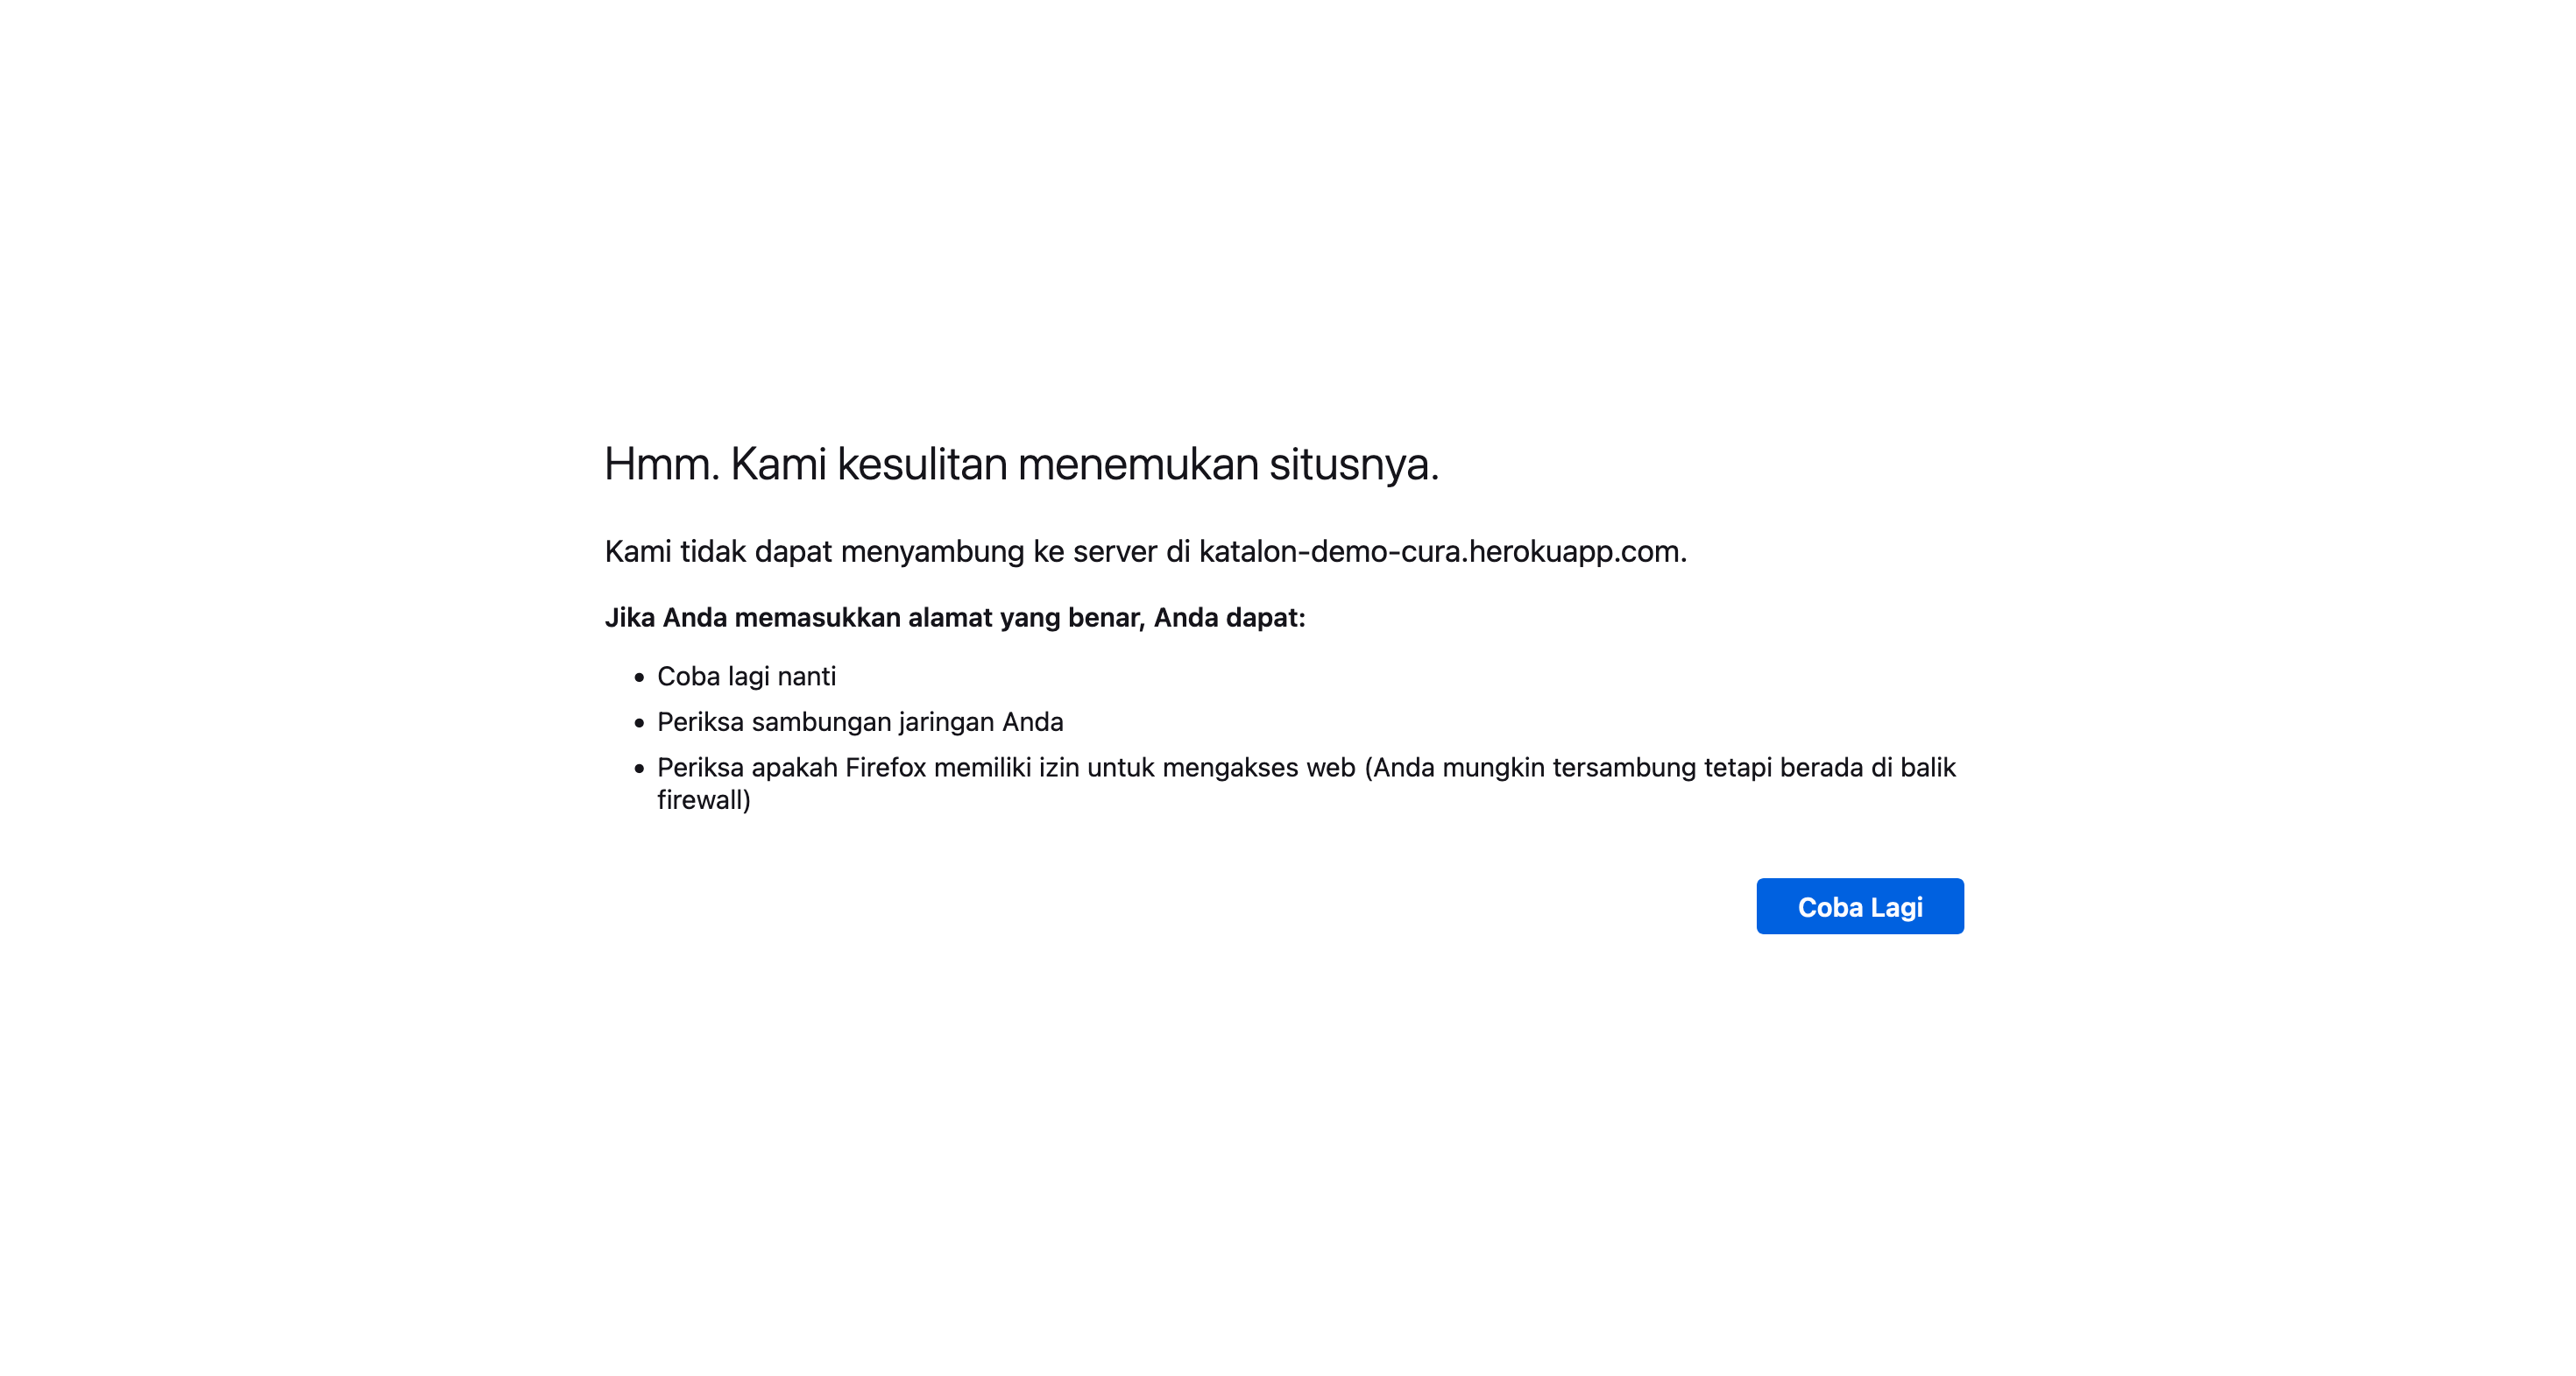 Hmm. Kami kesulitan menemukan situsnya.
Kami tidak dapat menyambung ke server di katalon-demo-cura.herokuapp.com.
Jika Anda memasukkan alamat yang benar, Anda dapat:
Coba lagi nanti
Periksa sambungan jaringan Anda
Periksa apakah Firefox memiliki izin untuk mengakses web (Anda mungkin tersambung tetapi berada di balik
firewall)
Coba Lagi